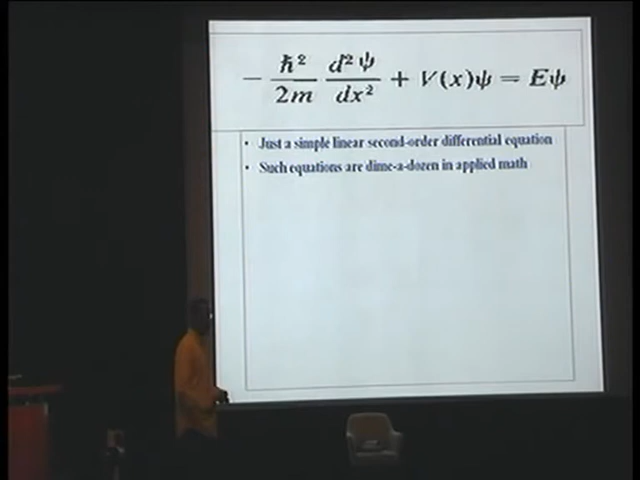 − ħ²/2m d²ψ/dx² + V(x)ψ = Eψ
• Just a simple linear second-order differential equation
• Such equations are dime-a-dozen in applied math